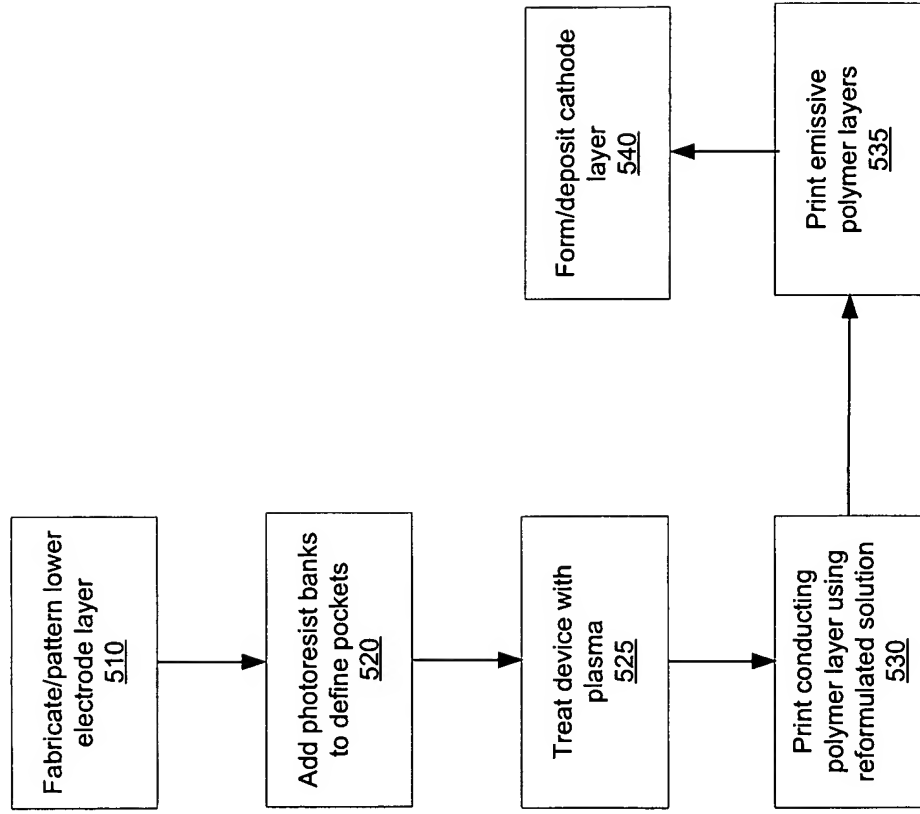 Fabricate/pattern lower
electrode layer
510
Add photoresist banks
to define pockets
520
Treat device with
plasma
525
Print conducting
polymer layer using
reformulated solution
530
Print emissive
polymer layers
535
Form/deposit cathode
layer
540